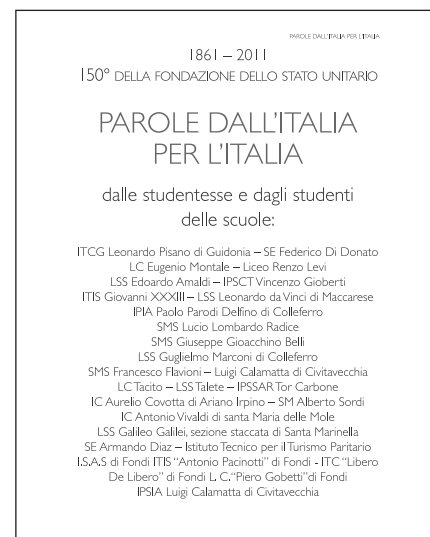 PAROLE DALL'ITALIA PER L'ITALIA
1861 – 2011
150° DELLA FONDAZIONE DELLO STATO UNITARIO
PAROLE DALL'ITALIA
PER L'ITALIA
dalle studentesse e dagli studenti
delle scuole:
ITCG Leonardo Pisano di Guidonia – SE Federico Di Donato
LC Eugenio Montale – Liceo Renzo Levi
LSS Edoardo Amaldi – IPSCT Vincenzo Gioberti
ITIS Giovanni XXXIII – LSS Leonardo da Vinci di Maccarese
IPIA Paolo Parodi Delfino di Colleferro
SMS Lucio Lombardo Radice
SMS Giuseppe Gioacchino Belli
LSS Guglielmo Marconi di Colleferro
SMS Francesco Flavioni – Luigi Calamatta di Civitavecchia
LC Tacito – LSS Talete – IPSSAR Tor Carbone
IC Aurelio Covotta di Ariano Irpino – SM Alberto Sordi
IC Antonio Vivaldi di santa Maria delle Mole
LSS Galileo Galilei, sezione staccata di Santa Marinella
SE Armando Diaz – Istituto Tecnico per il Turismo Paritario
I.S.A.S di Fondi ITIS "Antonio Pacinotti" di Fondi - ITC "Libero
De Libero" di Fondi L. C. "Piero Gobetti" di Fondi
IPSIA Luigi Calamatta di Civitavecchia